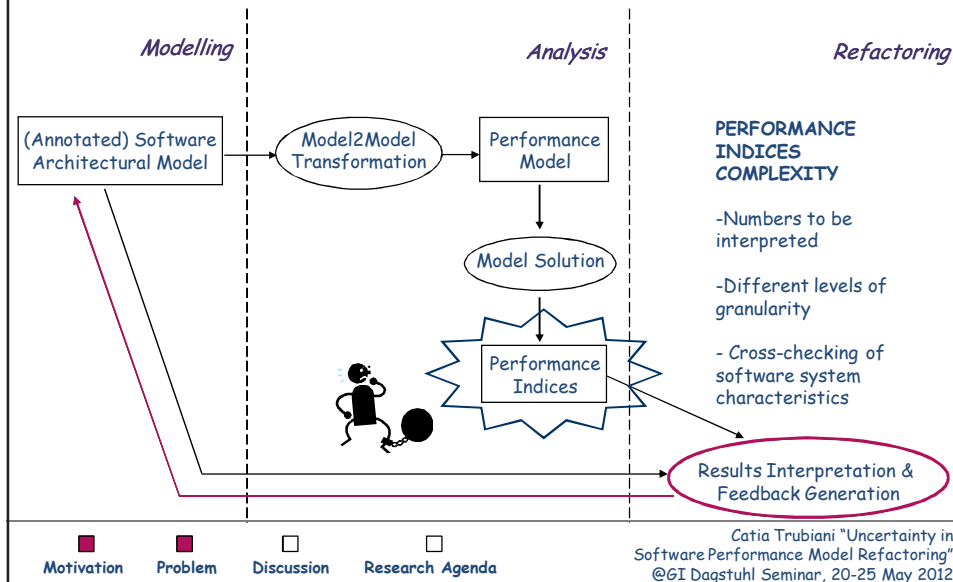 Modelling
Analysis
Refactoring
(Annotated) Software
Architectural Model
Model2Model
Transformation
Performance
Model
Model Solution
Performance
Indices
PERFORMANCE
INDICES
COMPLEXITY
-Numbers to be
interpreted
-Different levels of
granularity
- Cross-checking of
software system
characteristics
Results Interpretation &
Feedback Generation
Motivation
Problem
Discussion
Research Agenda
Catia Trubiani "Uncertainty in
Software Performance Model Refactoring"
@GI Dagstuhl Seminar, 20-25 May 2012